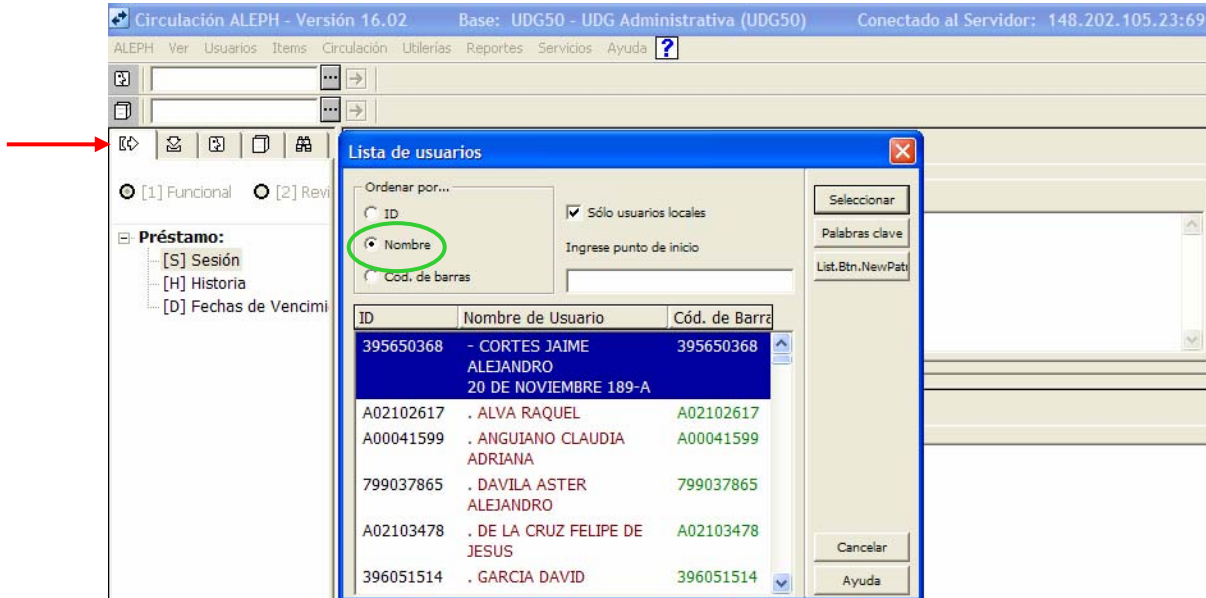 Circulación ALEPH - Versión 16.02 Base: UDG50 - UDG Administrativa (UDG50) Conectado al Servidor: 148.202.105.23:69
ALEPH Ver Usuarios Items Circulación Utilerías Reportes Servicios Ayuda ?
[1] Funcional [2] Revi
Préstamo:
[S] Sesión
[H] Historia
[D] Fechas de Vencimi
Lista de usuarios
Ordenar por...
ID
Nombre
Cód. de barras
Sólo usuarios locales
Ingrese punto de inicio
Seleccionar
Palabras clave
List.Btn.NewPatr
ID Nombre de Usuario Cód. de Barra
395650368 - CORTES JAIME 395650368
ALEJANDRO
20 DE NOVIEMBRE 189-A
A02102617 . ALVA RAQUEL A02102617
A00041599 . ANGUIANO CLAUDIA A00041599
ADRIANA
799037865 . DAVILA ASTER 799037865
ALEJANDRO
A02103478 . DE LA CRUZ FELIPE DE A02103478
JESUS
396051514 . GARCIA DAVID 396051514
Cancelar
Ayuda